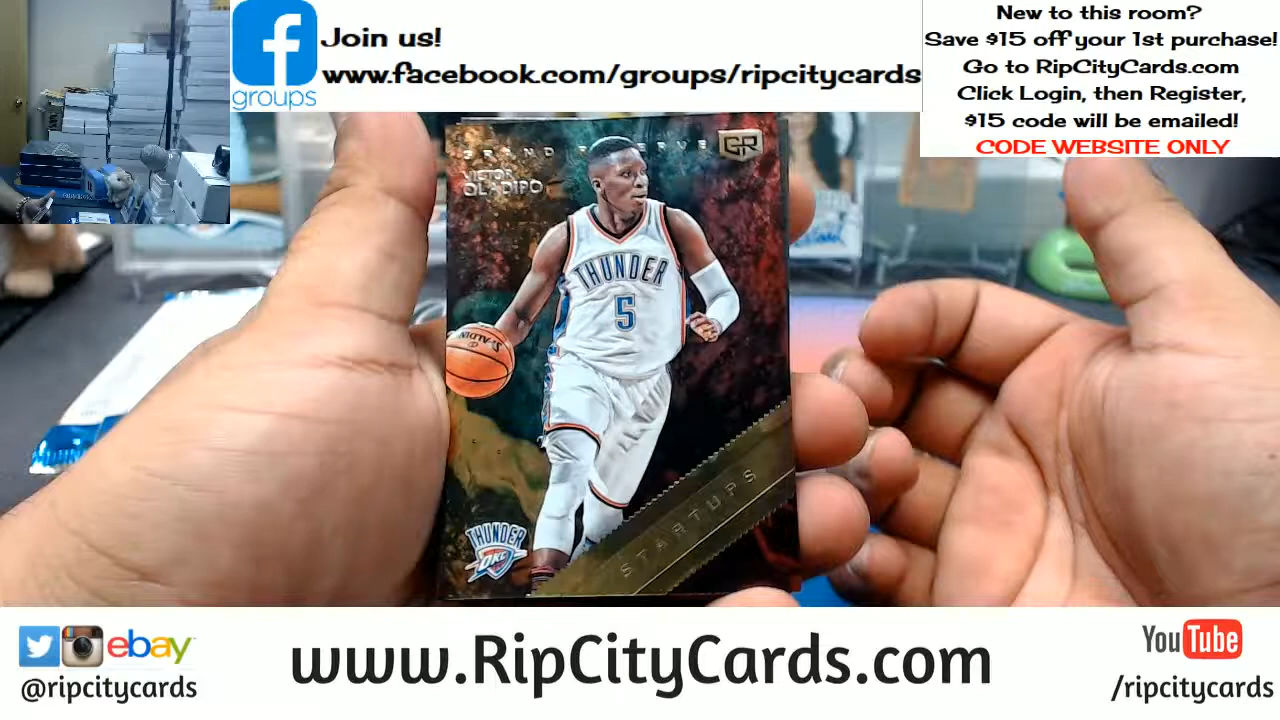 Join us!
www.facebook.com/groups/ripcitycards
groups
New to this room?
Save $15 off your 1st purchase!
Go to RipCityCards.com
Click Login, then Register,
$15 code will be emailed!
CODE WEBSITE ONLY
GRAND RESERVE
GR
VICTOR
OLADIPO
THUNDER
5
SPALDING
STARTUPS
THUNDER
OKC
ebay
@ripcitycards
www.RipCityCards.com
YouTube
/ripcitycards